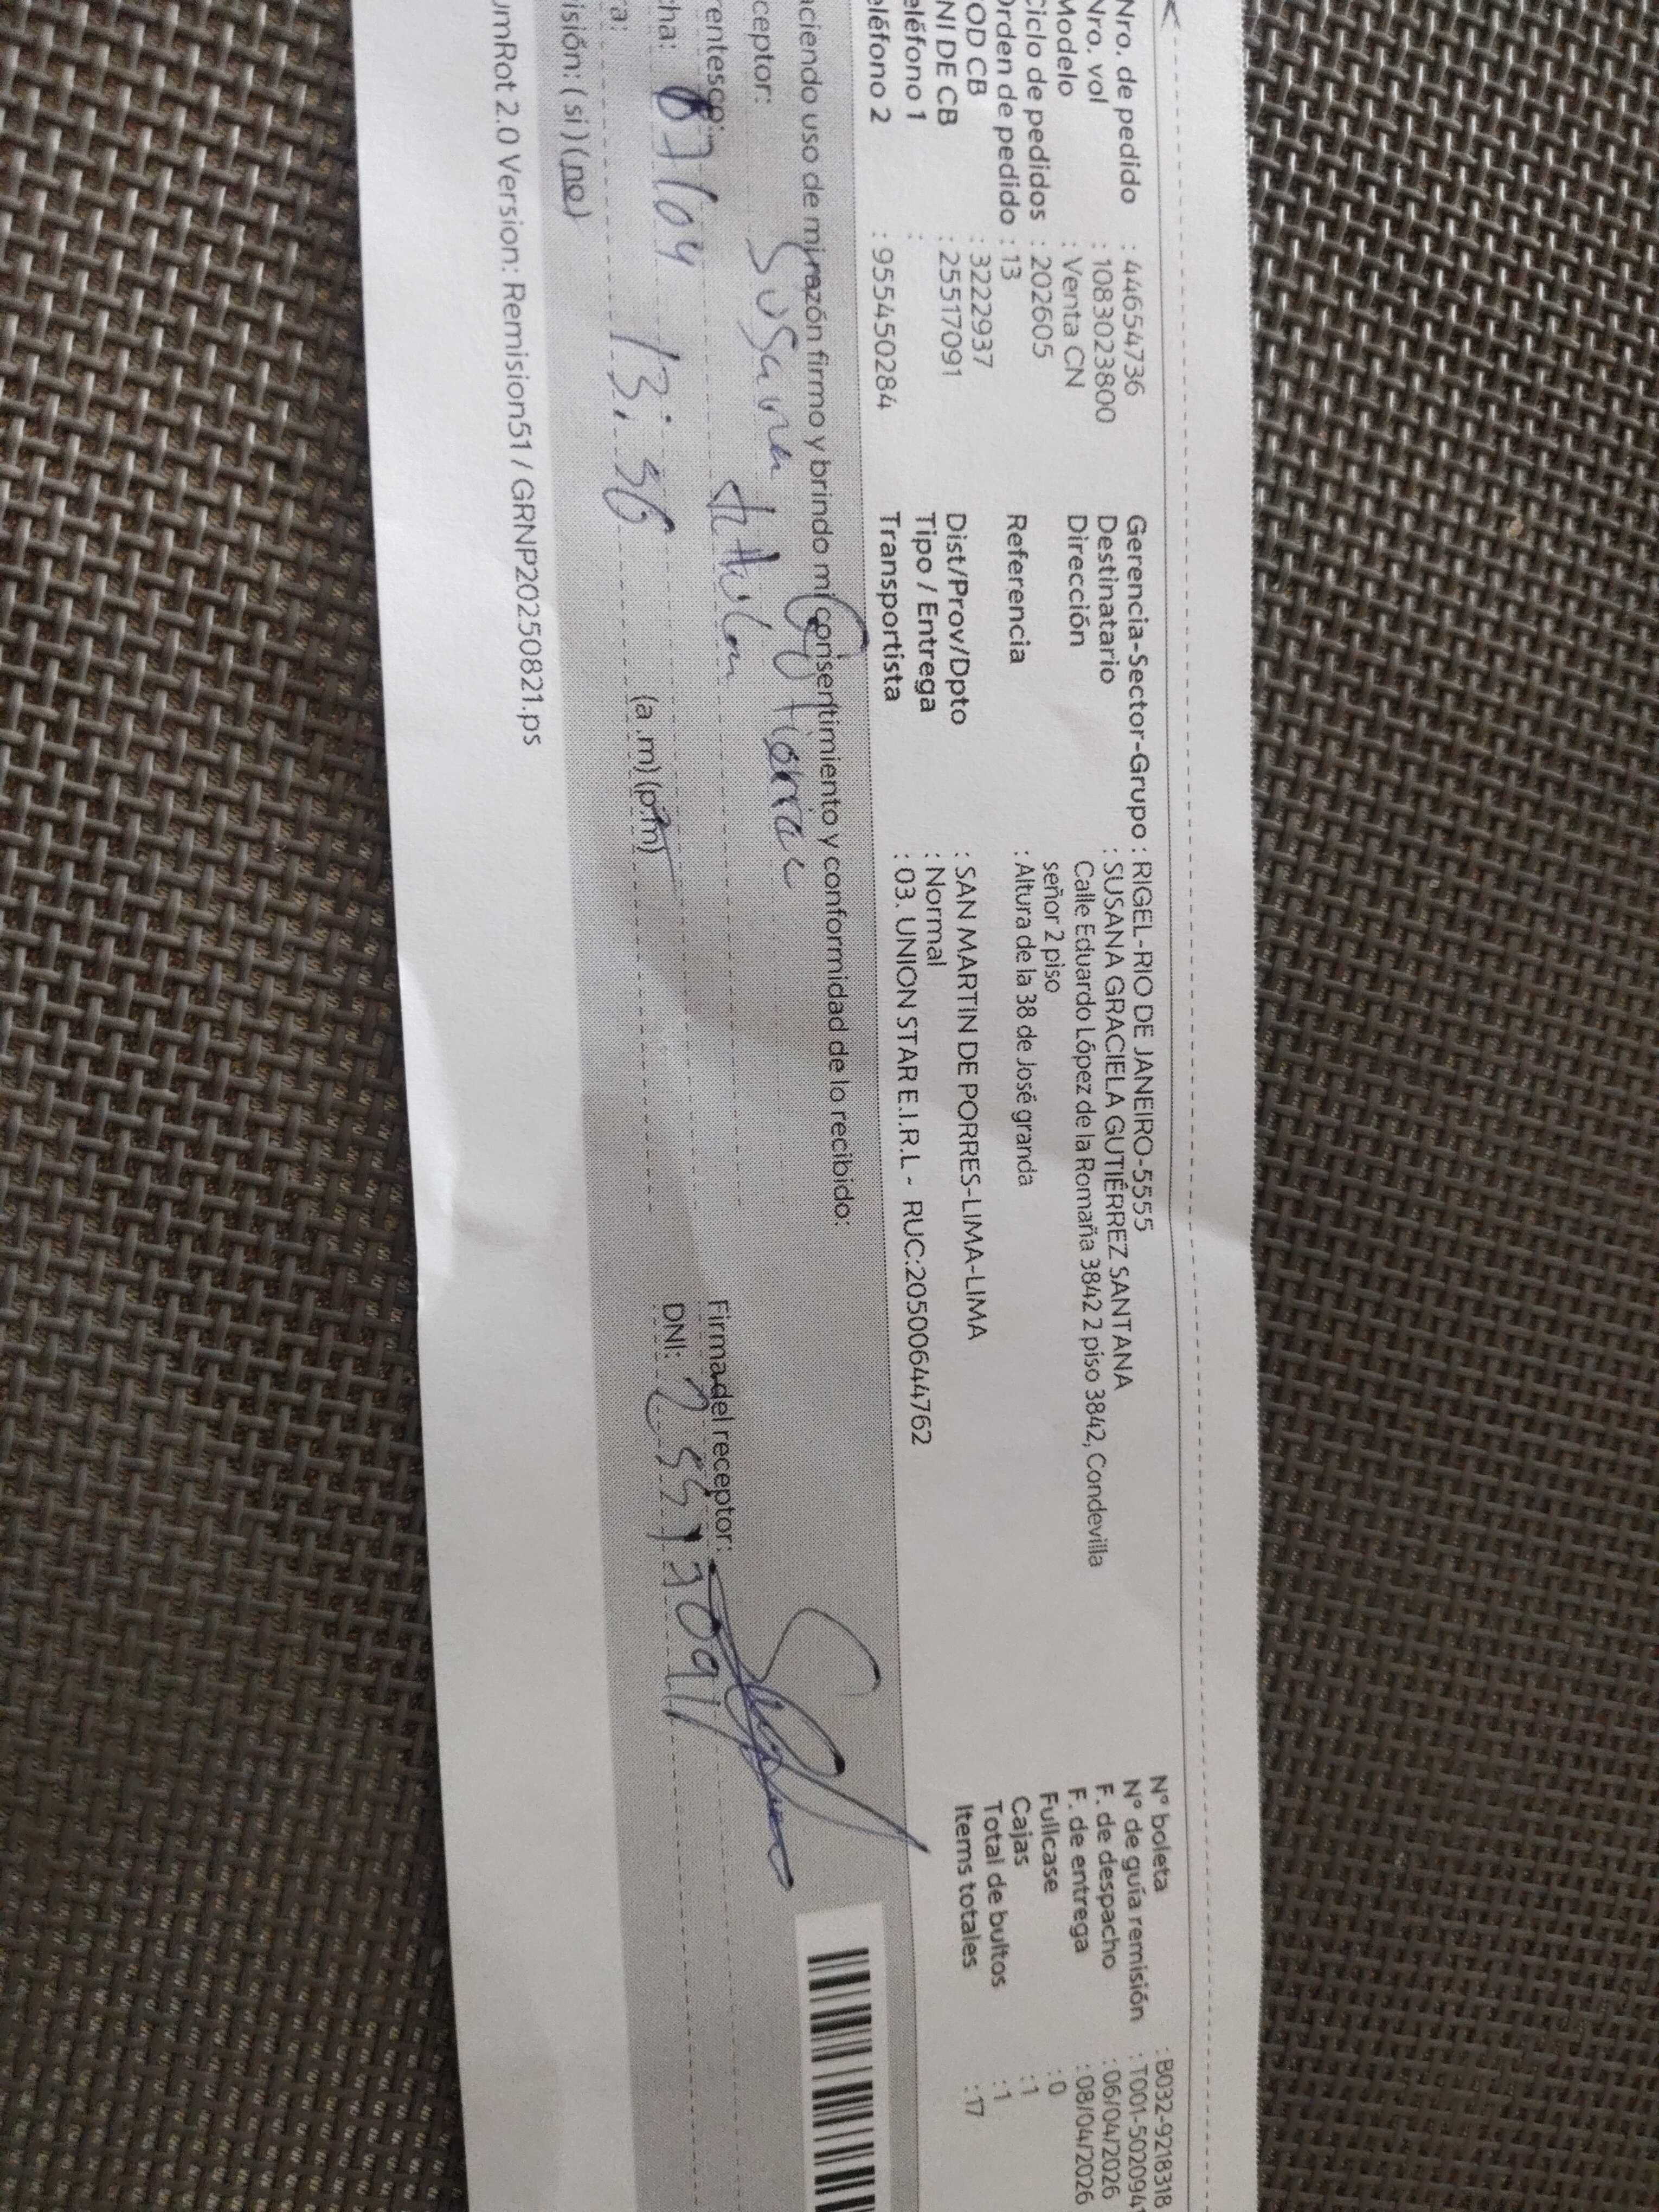 Nro. de pedido : 44654736
Nro. vol : 1083023800
Modelo : Venta CN
Ciclo de pedidos : 202605
Orden de pedido : 13
OD CB : 3222937
NI DE CB : 25517091
eléfono 1 :
eléfono 2 : 955450284
Gerencia-Sector-Grupo : RIGEL-RIO DE JANEIRO-5555
Destinatario : SUSANA GRACIELA GUTIÉRREZ SANTANA
Dirección : Calle Eduardo López de la Romaña 3842 2 piso 3842, Condevilla
señor 2 piso
Referencia : Altura de la 38 de José granda
Dist/Prov/Dpto : SAN MARTIN DE PORRES-LIMA-LIMA
Tipo / Entrega : Normal
Transportista : 03. UNION STAR E.I.R.L - RUC:20500644762
N° boleta : B032-9218318
N° de guía remisión : T001-5020941
F. de despacho : 06/04/2026
F. de entrega : 08/04/2026
Fullcase : 0
Cajas : 1
Total de bultos : 1
Items totales : 17
aciendo uso de mi razón firmo y brindo mi consentimiento y conformidad de lo recibido:
ceptor: Susana
rentesco: titular
cha: 07/04
ra: 13:56 (a.m) (p.m)
isión: ( si ) ( no )
Firma del receptor:
DNI: 25517091
umRot 2.0 Version: Remision51 / GRNP20250821.ps